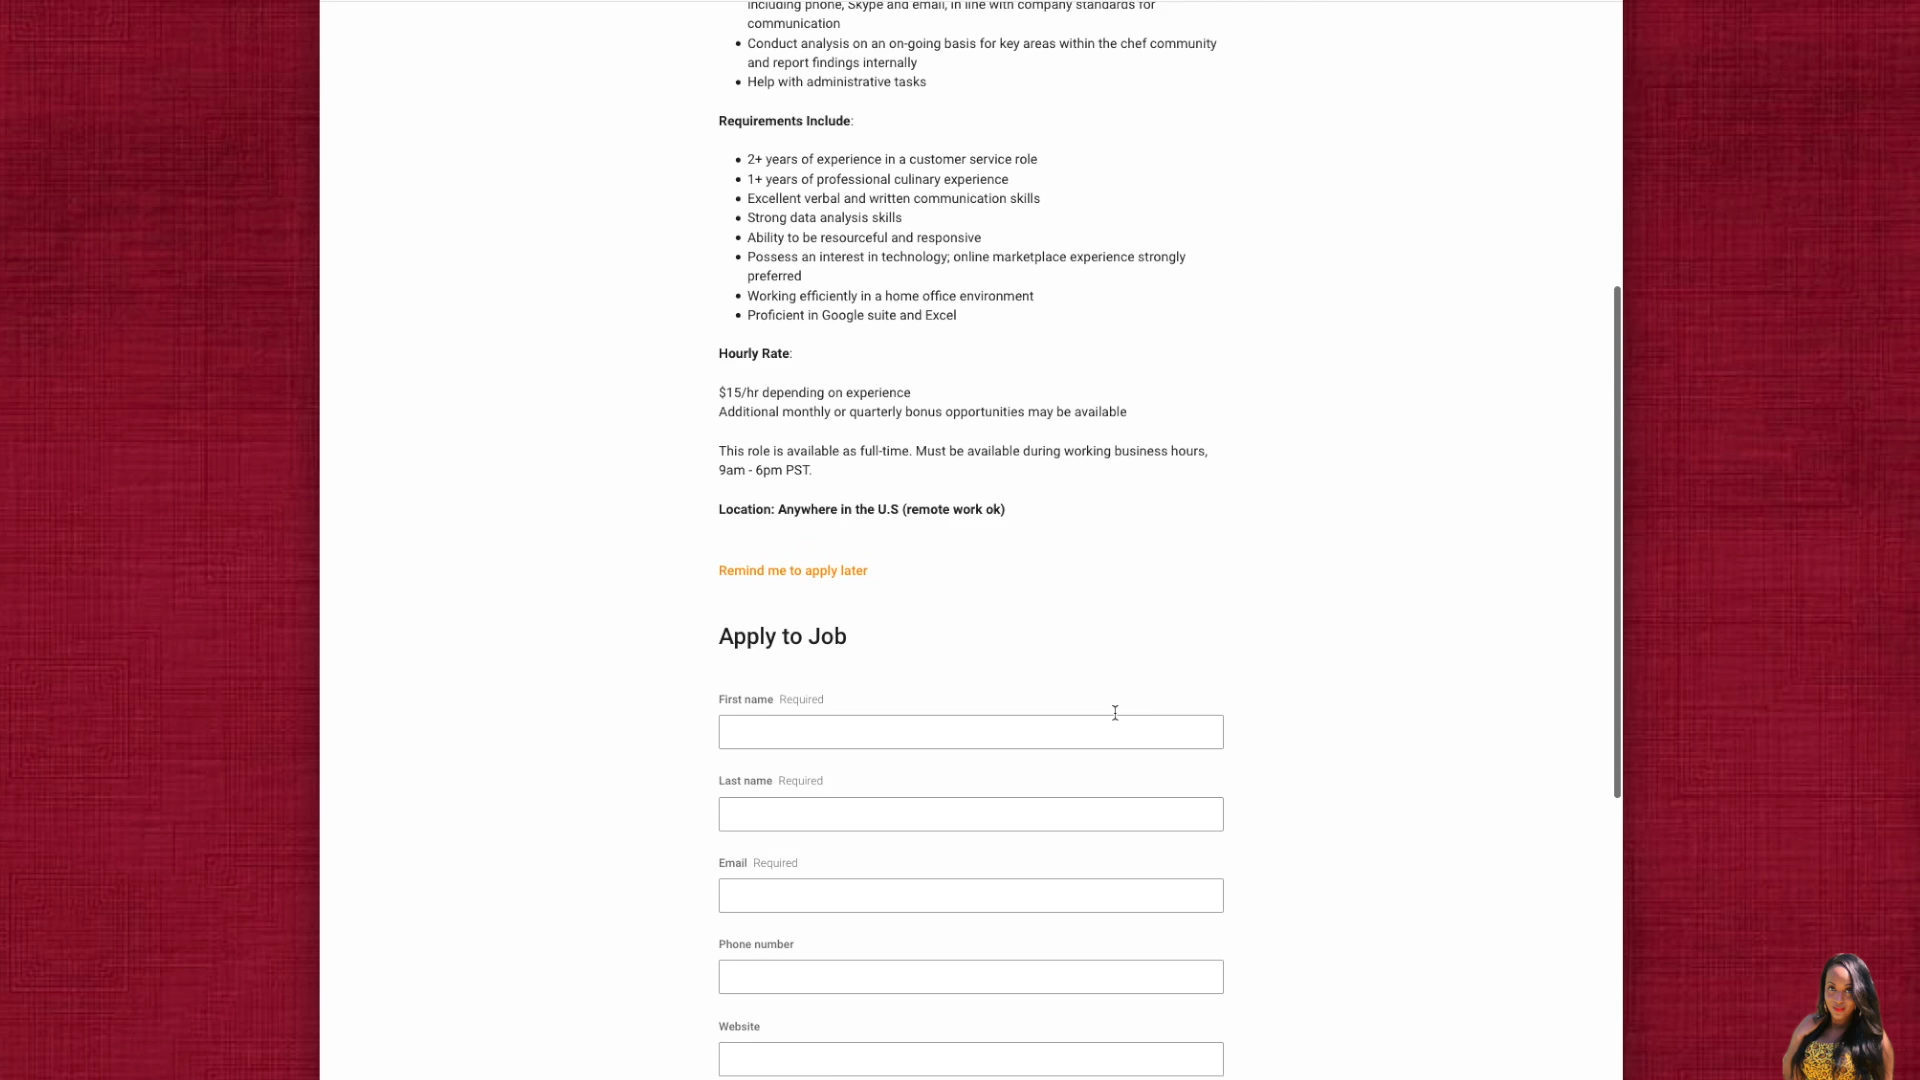 including phone, Skype and email, in line with company standards for
communication
Conduct analysis on an on-going basis for key areas within the chef community
and report findings internally
Help with administrative tasks
Requirements Include:
2+ years of experience in a customer service role
1+ years of professional culinary experience
Excellent verbal and written communication skills
Strong data analysis skills
Ability to be resourceful and responsive
Possess an interest in technology; online marketplace experience strongly
preferred
Working efficiently in a home office environment
Proficient in Google suite and Excel
Hourly Rate:
$15/hr depending on experience
Additional monthly or quarterly bonus opportunities may be available
This role is available as full-time. Must be available during working business hours,
9am - 6pm PST.
Location: Anywhere in the U.S (remote work ok)
Remind me to apply later
Apply to Job
First name Required
Last name Required
Email Required
Phone number
Website